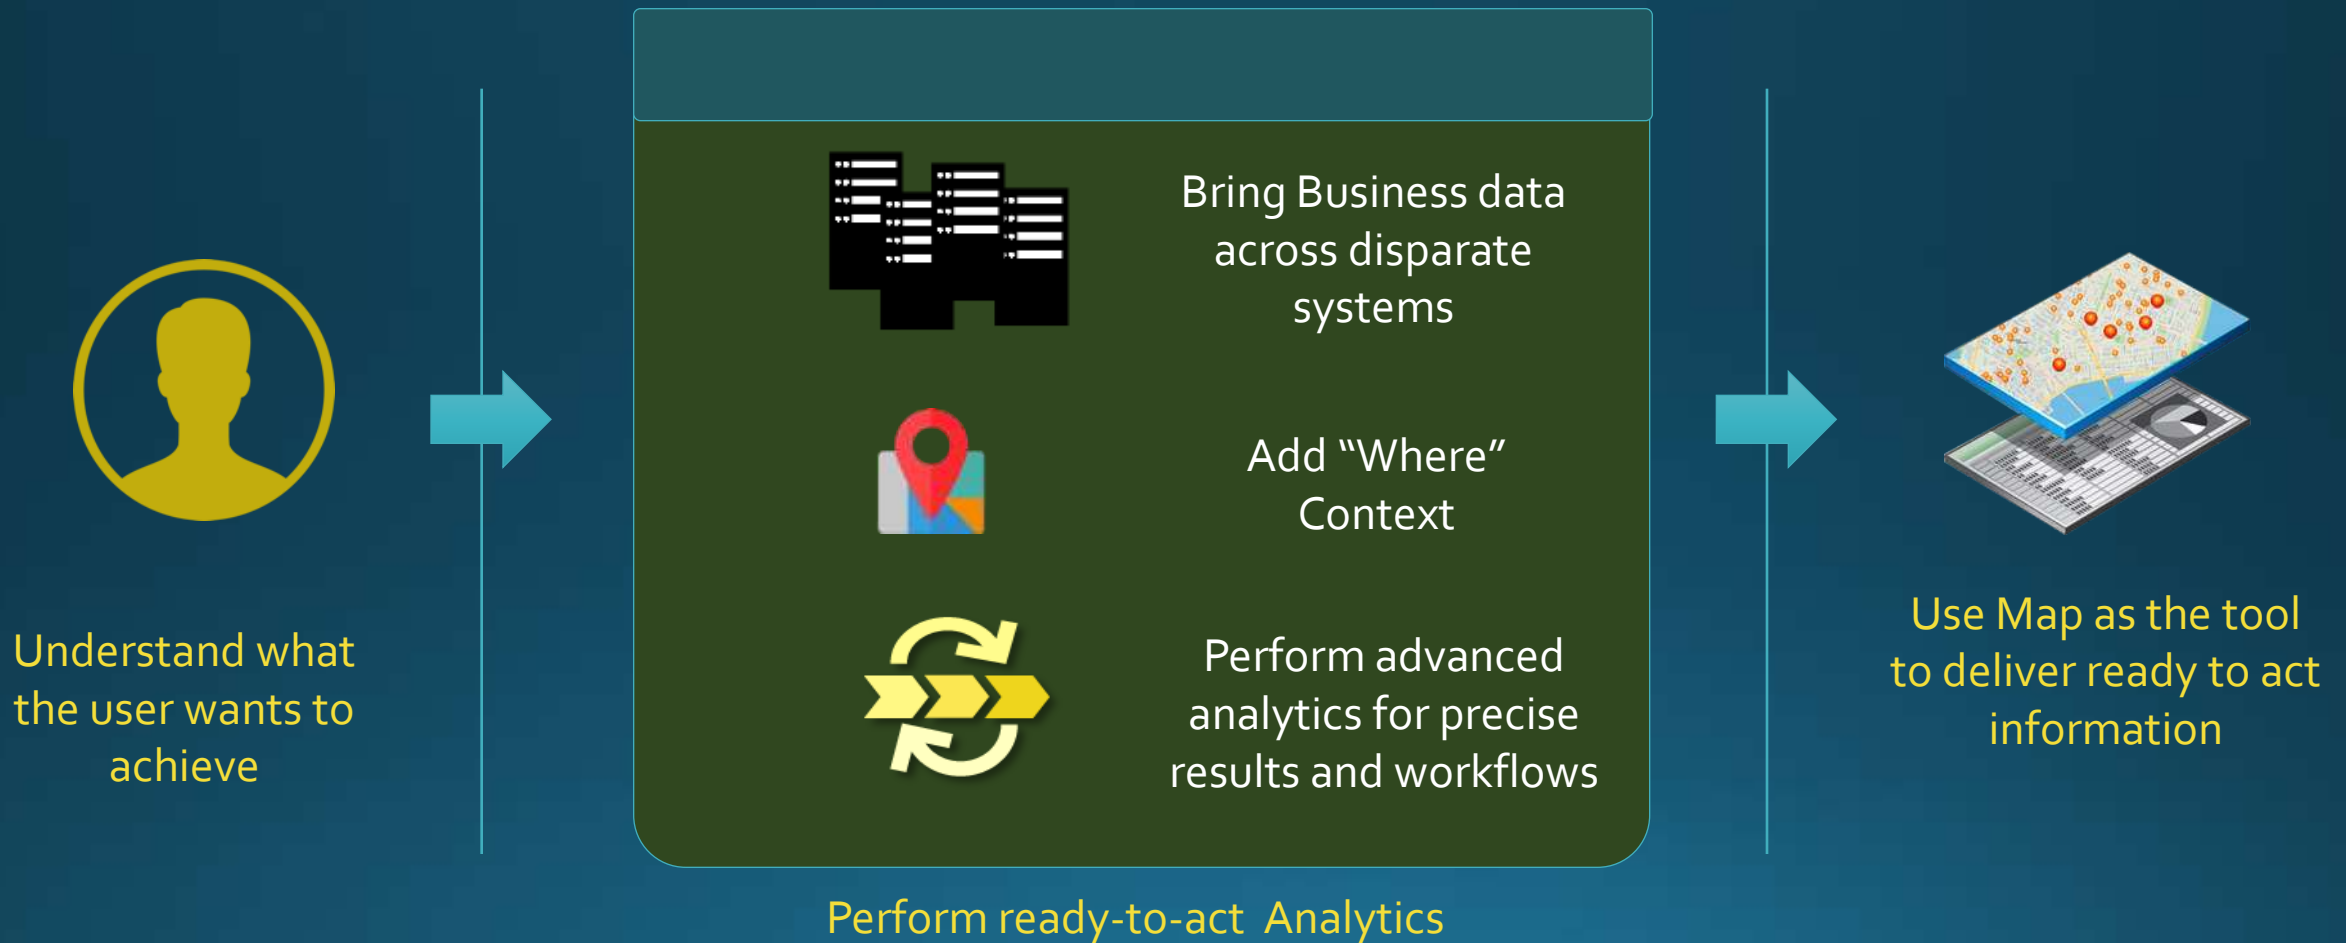 Understand what
the user wants to
achieve
Bring Business data
across disparate
systems
Add “Where”
Context
Perform advanced
analytics for precise
results and workflows
Perform ready-to-act  Analytics
Use Map as the tool
to deliver ready to act
information